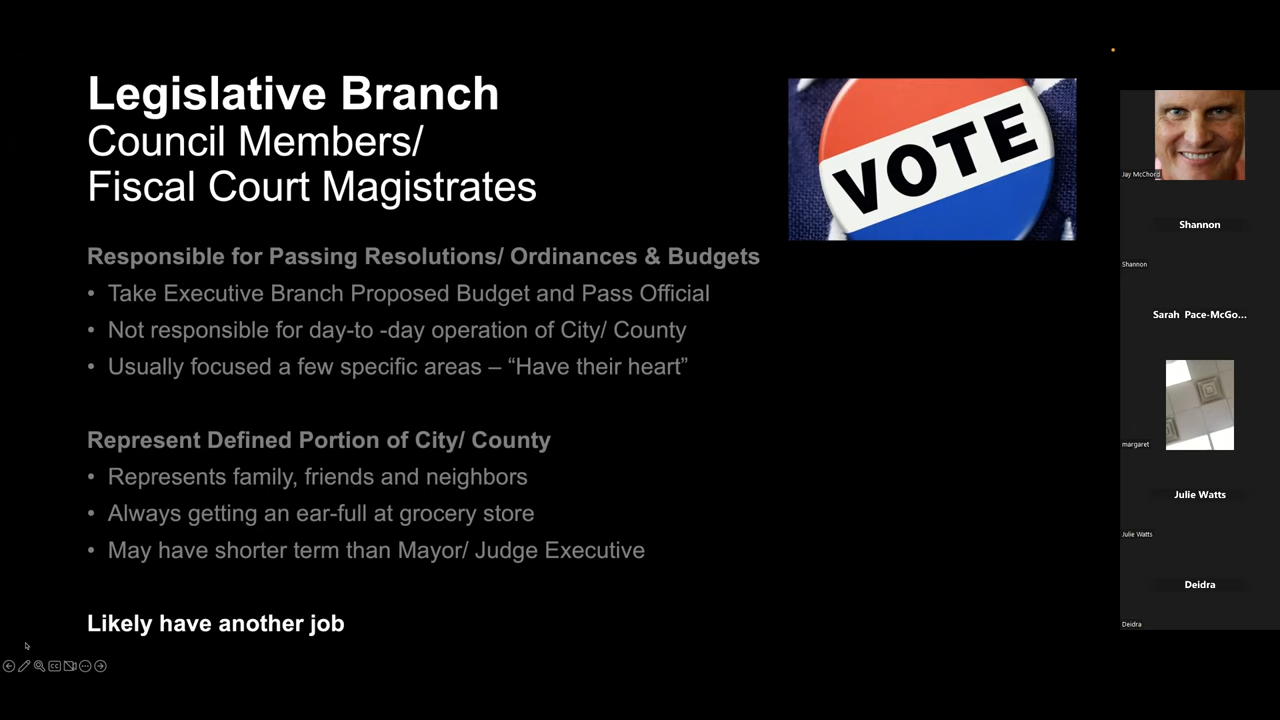 Legislative Branch
Council Members/
Fiscal Court Magistrates
VOTE
Responsible for Passing Resolutions/ Ordinances & Budgets
• Take Executive Branch Proposed Budget and Pass Official
• Not responsible for day-to -day operation of City/ County
• Usually focused a few specific areas – “Have their heart”
Represent Defined Portion of City/ County
• Represents family, friends and neighbors
• Always getting an ear-full at grocery store
• May have shorter term than Mayor/ Judge Executive
Likely have another job
CC
Jay McChord
Shannon
Shannon
Sarah Pace-McGo...
margaret
Julie Watts
Julie Watts
Deidra
Deidra